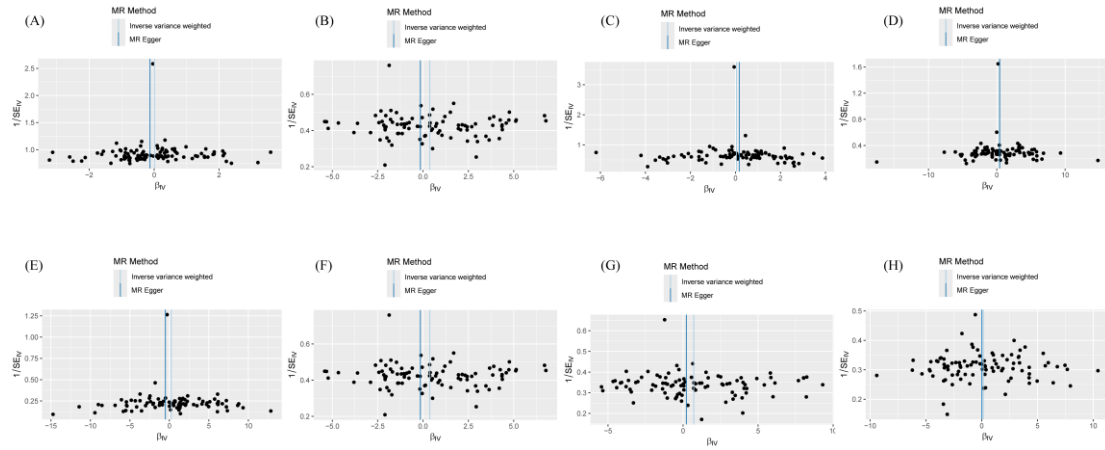 (A)
MR Method
Inverse variance weighted
MR Egger
1/SE_IV
2.5
2.0
1.5
1.0
-2 0 2
β_IV
(B)
MR Method
Inverse variance weighted
MR Egger
1/SE_IV
0.6
0.4
0.2
-5.0 -2.5 0.0 2.5 5.0
β_IV
(C)
MR Method
Inverse variance weighted
MR Egger
1/SE_IV
3
2
1
-6 -4 -2 0 2 4
β_IV
(D)
MR Method
Inverse variance weighted
MR Egger
1/SE_IV
1.6
1.2
0.8
0.4
-10 0 10
β_IV
(E)
MR Method
Inverse variance weighted
MR Egger
1/SE_IV
1.25
1.00
0.75
0.50
0.25
-15 -10 -5 0 5 10
β_IV
(F)
MR Method
Inverse variance weighted
MR Egger
1/SE_IV
0.6
0.4
0.2
-5.0 -2.5 0.0 2.5 5.0
β_IV
(G)
MR Method
Inverse variance weighted
MR Egger
1/SE_IV
0.6
0.5
0.4
0.3
0.2
-5 0 5 10
β_IV
(H)
MR Method
Inverse variance weighted
MR Egger
1/SE_IV
0.5
0.4
0.3
0.2
-10 -5 0 5 10
β_IV